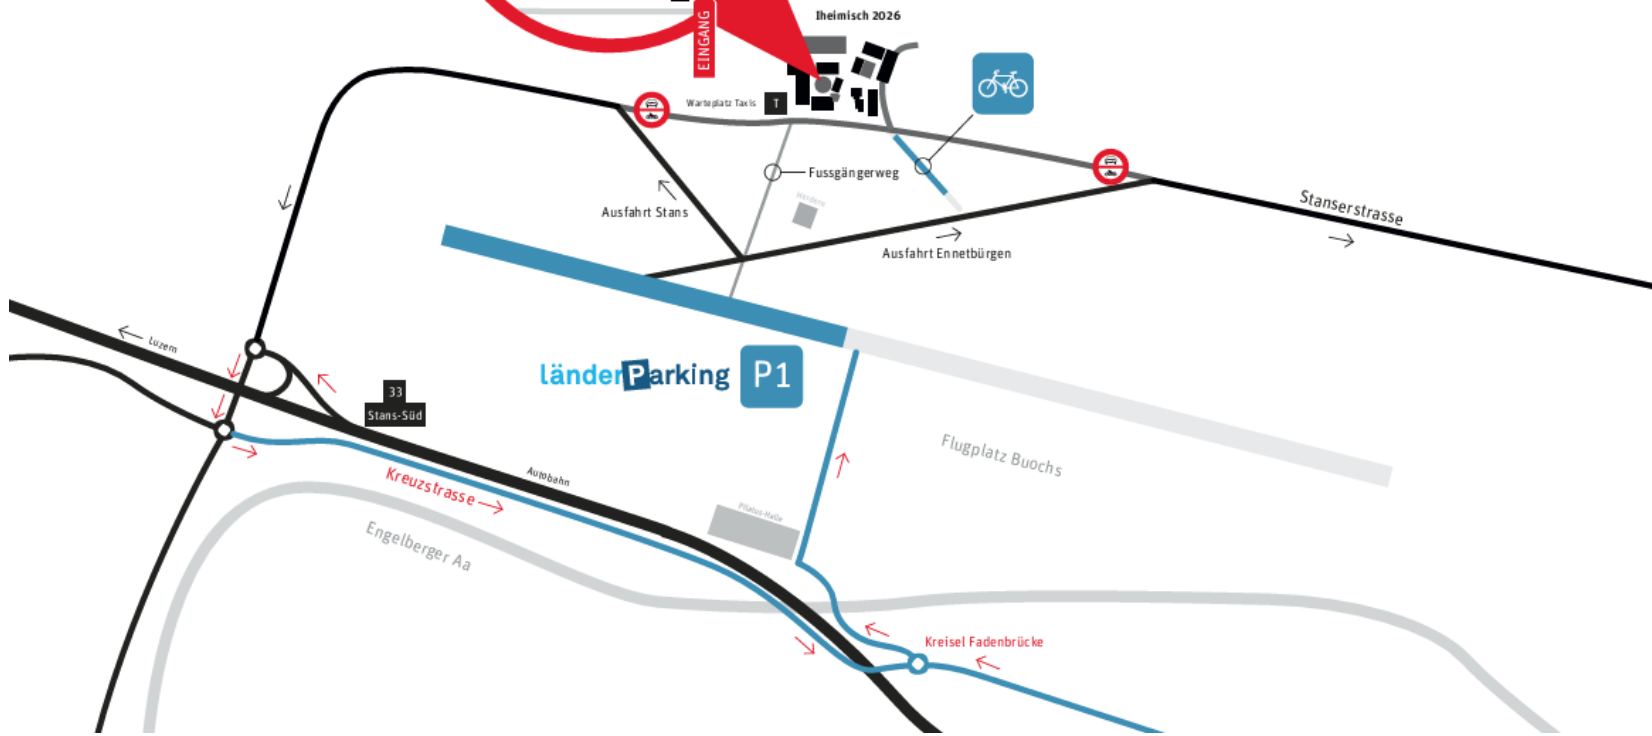 Iheimisch 2026
EINGANG
Warteplatz Taxis
T
Fussgängerweg
Herdern
Ausfahrt Stans
Stanserstrasse
Ausfahrt Ennetbürgen
Luzern
länderParking
P1
33
Stans-Süd
Flugplatz Buochs
Autobahn
Kreuzstrasse
Pilatus-Halle
Engelberger Aa
Kreisel Fadenbrücke